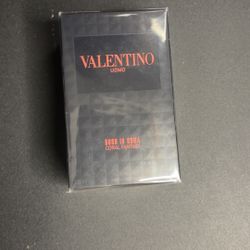 VALENTINO
UOMO
BORN IN ROMA
CORAL FANTASY